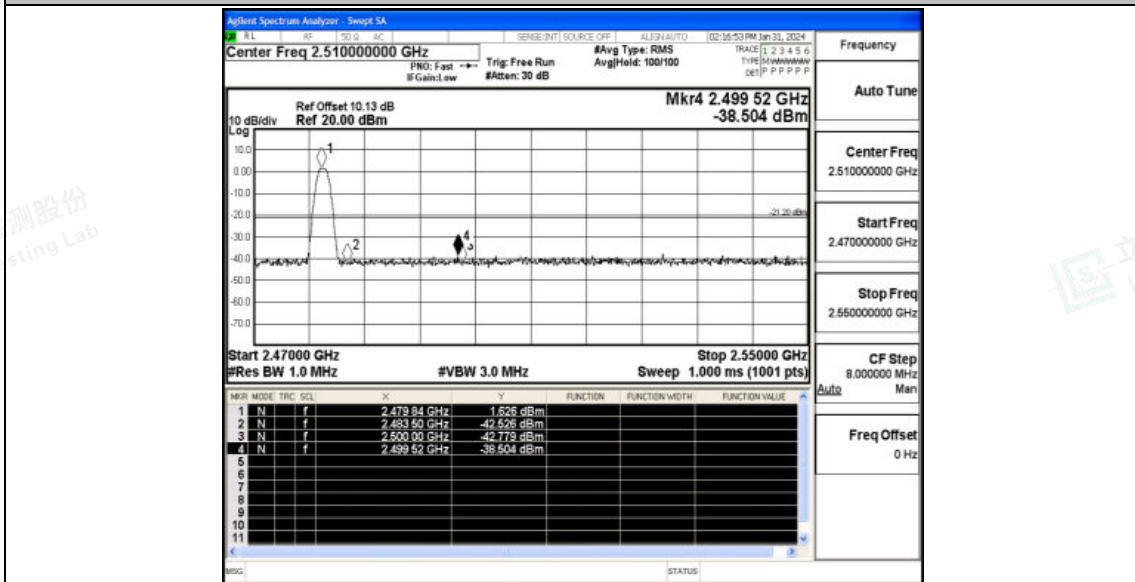 Agilent Spectrum Analyzer - Swept SA
RL RF 50 Ω AC SENSE:INT SOURCE OFF ALIGNAUTO 02:16:53 PM Jan 31, 2024
Center Freq 2.510000000 GHz
PNO: Fast
IFGain:Low
Trig: Free Run
#Atten: 30 dB
#Avg Type: RMS
Avg|Hold: 100/100
TRACE 1 2 3 4 5 6
TYPE MWWWWW
DET P P P P P P
Ref Offset 10.13 dB
Ref 20.00 dBm
10 dB/div
Log
Mkr4 2.499 52 GHz
-38.504 dBm
10.0
0.00
-10.0
-20.0
-30.0
-40.0
-50.0
-60.0
-70.0
1
2
4
3
-21.20 dBm
Start 2.47000 GHz
#Res BW 1.0 MHz
#VBW 3.0 MHz
Stop 2.55000 GHz
Sweep 1.000 ms (1001 pts)
MKR MODE TRC SCL X Y FUNCTION FUNCTION WIDTH FUNCTION VALUE
1 N f 2.479 84 GHz 1.626 dBm
2 N f 2.483 50 GHz -42.526 dBm
3 N f 2.500 00 GHz -42.779 dBm
4 N f 2.499 52 GHz -38.504 dBm
5
6
7
8
9
10
11
MSG STATUS
Frequency
Auto Tune
Center Freq
2.510000000 GHz
Start Freq
2.470000000 GHz
Stop Freq
2.550000000 GHz
CF Step
8.000000 MHz
Auto Man
Freq Offset
0 Hz
测股份
sting Lab
立
LCS